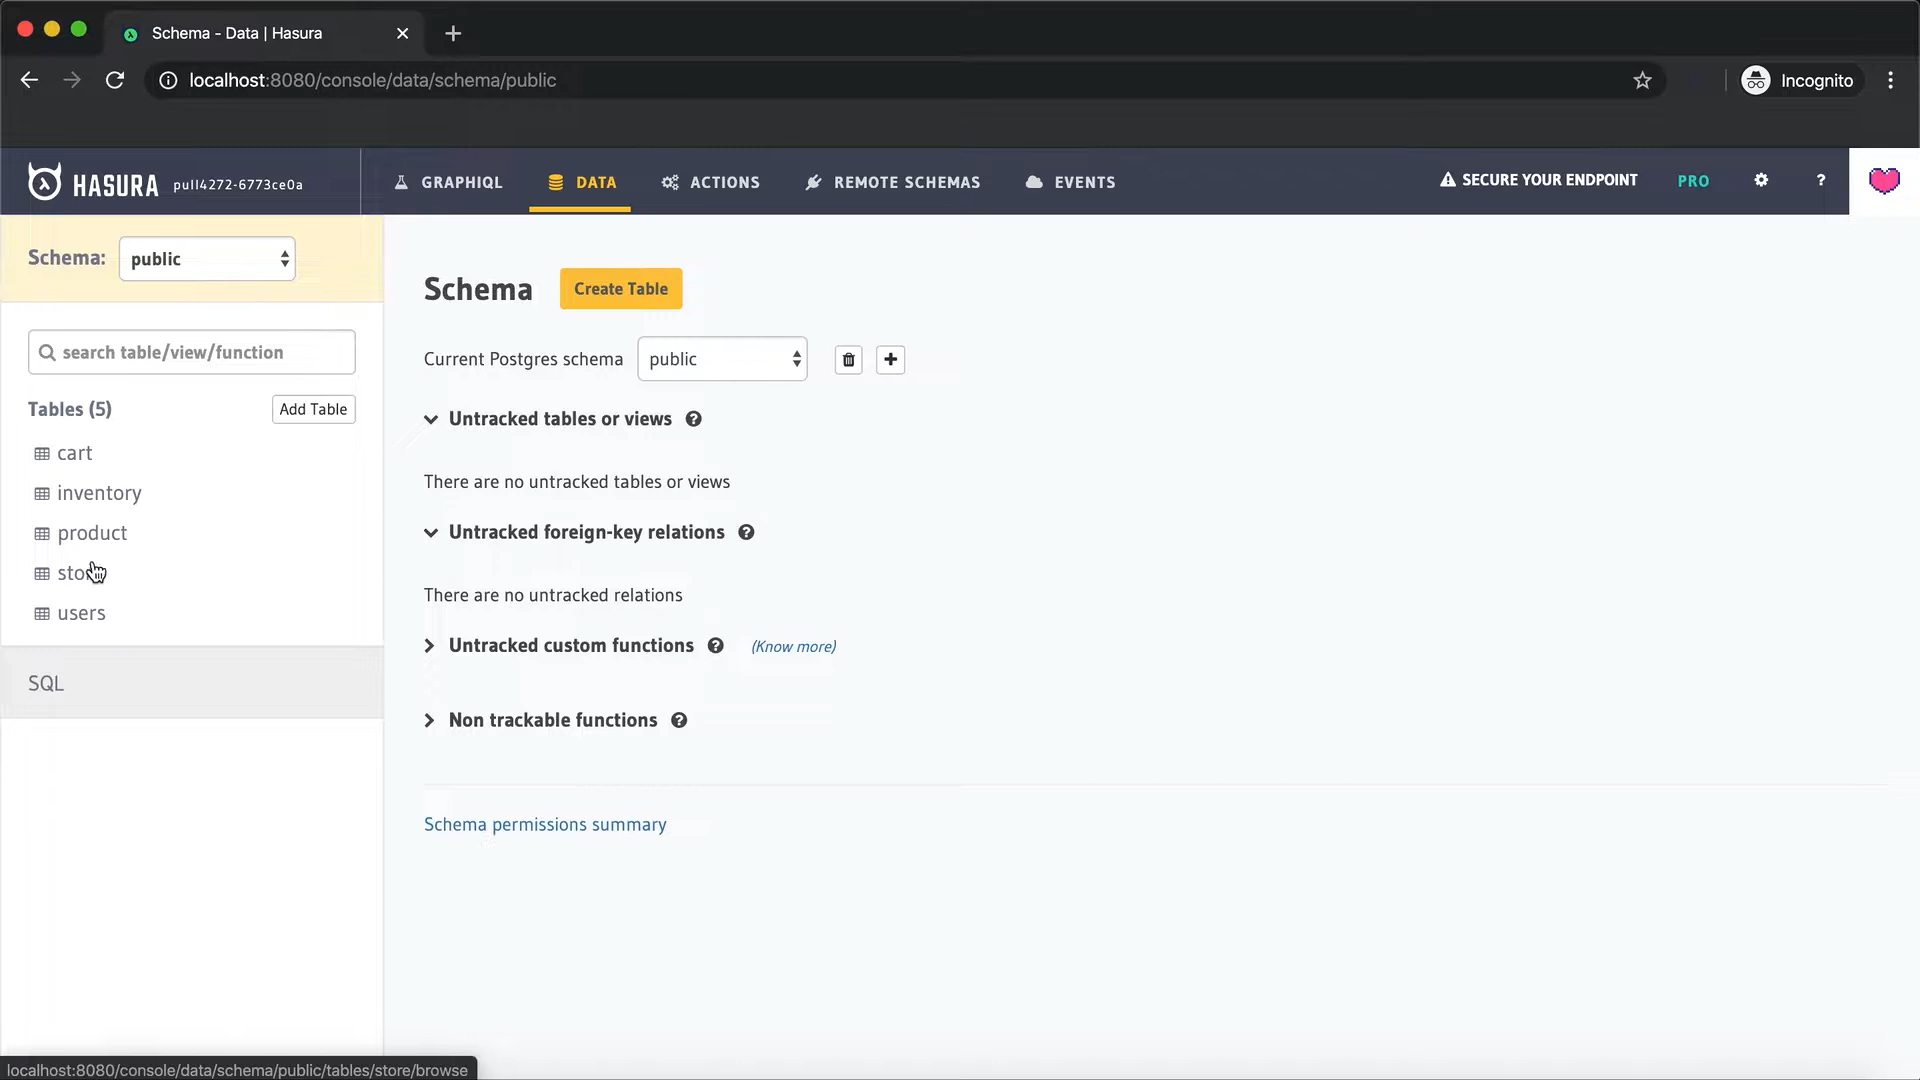 Schema - Data | Hasura
localhost:8080/console/data/schema/public
Incognito
HASURA pull4272-6773ce0a
GRAPHIQL
DATA
ACTIONS
REMOTE SCHEMAS
EVENTS
SECURE YOUR ENDPOINT
PRO
?
Schema: public
search table/view/function
Tables (5)
Add Table
cart
inventory
product
sto
users
SQL
Schema
Create Table
Current Postgres schema public
Untracked tables or views ?
There are no untracked tables or views
Untracked foreign-key relations ?
There are no untracked relations
Untracked custom functions ? (Know more)
Non trackable functions ?
Schema permissions summary
localhost:8080/console/data/schema/public/tables/store/browse